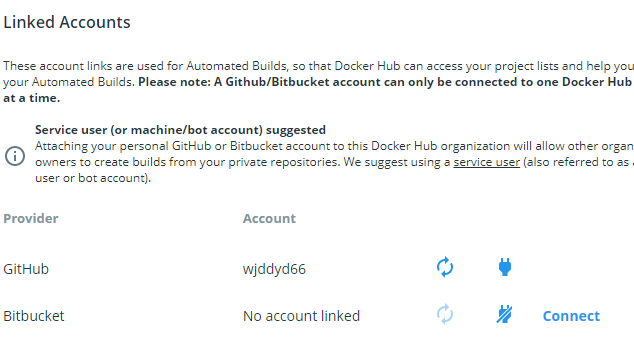 Linked Accounts
These account links are used for Automated Builds, so that Docker Hub can access your project lists and help you
your Automated Builds. Please note: A Github/Bitbucket account can only be connected to one Docker Hub
at a time.
Service user (or machine/bot account) suggested
Attaching your personal GitHub or Bitbucket account to this Docker Hub organization will allow other organ
owners to create builds from your private repositories. We suggest using a service user (also referred to as
user or bot account).
Provider Account
GitHub wjddyd66
Bitbucket No account linked Connect